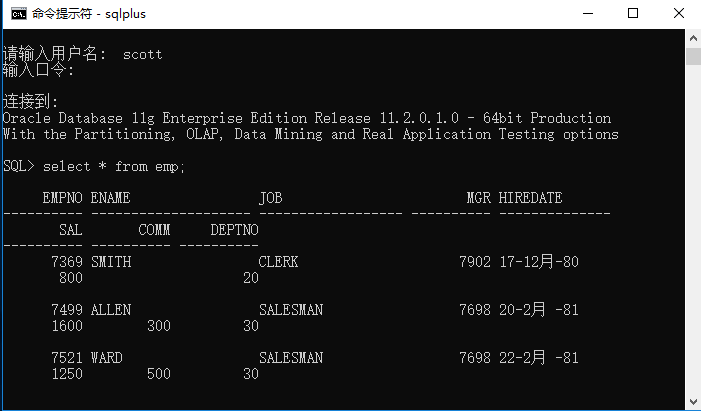 命令提示符 - sqlplus
请输入用户名:  scott
输入口令:
连接到:
Oracle Database 11g Enterprise Edition Release 11.2.0.1.0 - 64bit Production
With the Partitioning, OLAP, Data Mining and Real Application Testing options
SQL> select * from emp;
     EMPNO ENAME                JOB                       MGR HIREDATE
---------- -------------------- ------------------ ---------- --------------
       SAL       COMM     DEPTNO
---------- ---------- ----------
      7369 SMITH                CLERK                    7902 17-12月-80
       800                    20
      7499 ALLEN                SALESMAN                 7698 20-2月 -81
      1600        300         30
      7521 WARD                 SALESMAN                 7698 22-2月 -81
      1250        500         30